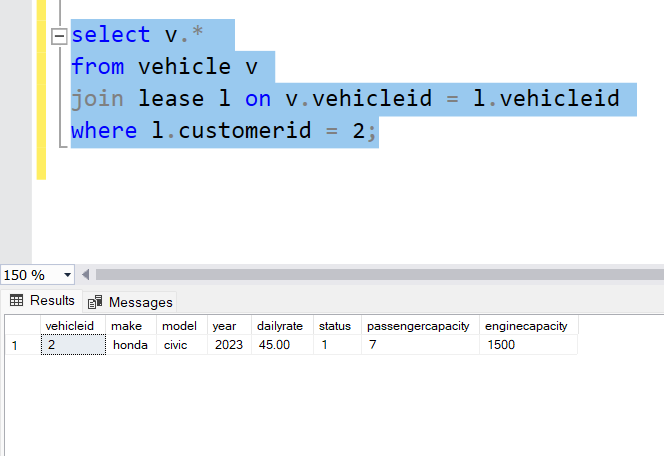 select v.*
from vehicle v
join lease l on v.vehicleid = l.vehicleid
where l.customerid = 2;
150 %
Results Messages
vehicleid make model year dailyrate status passengercapacity enginecapacity
1 2 honda civic 2023 45.00 1 7 1500